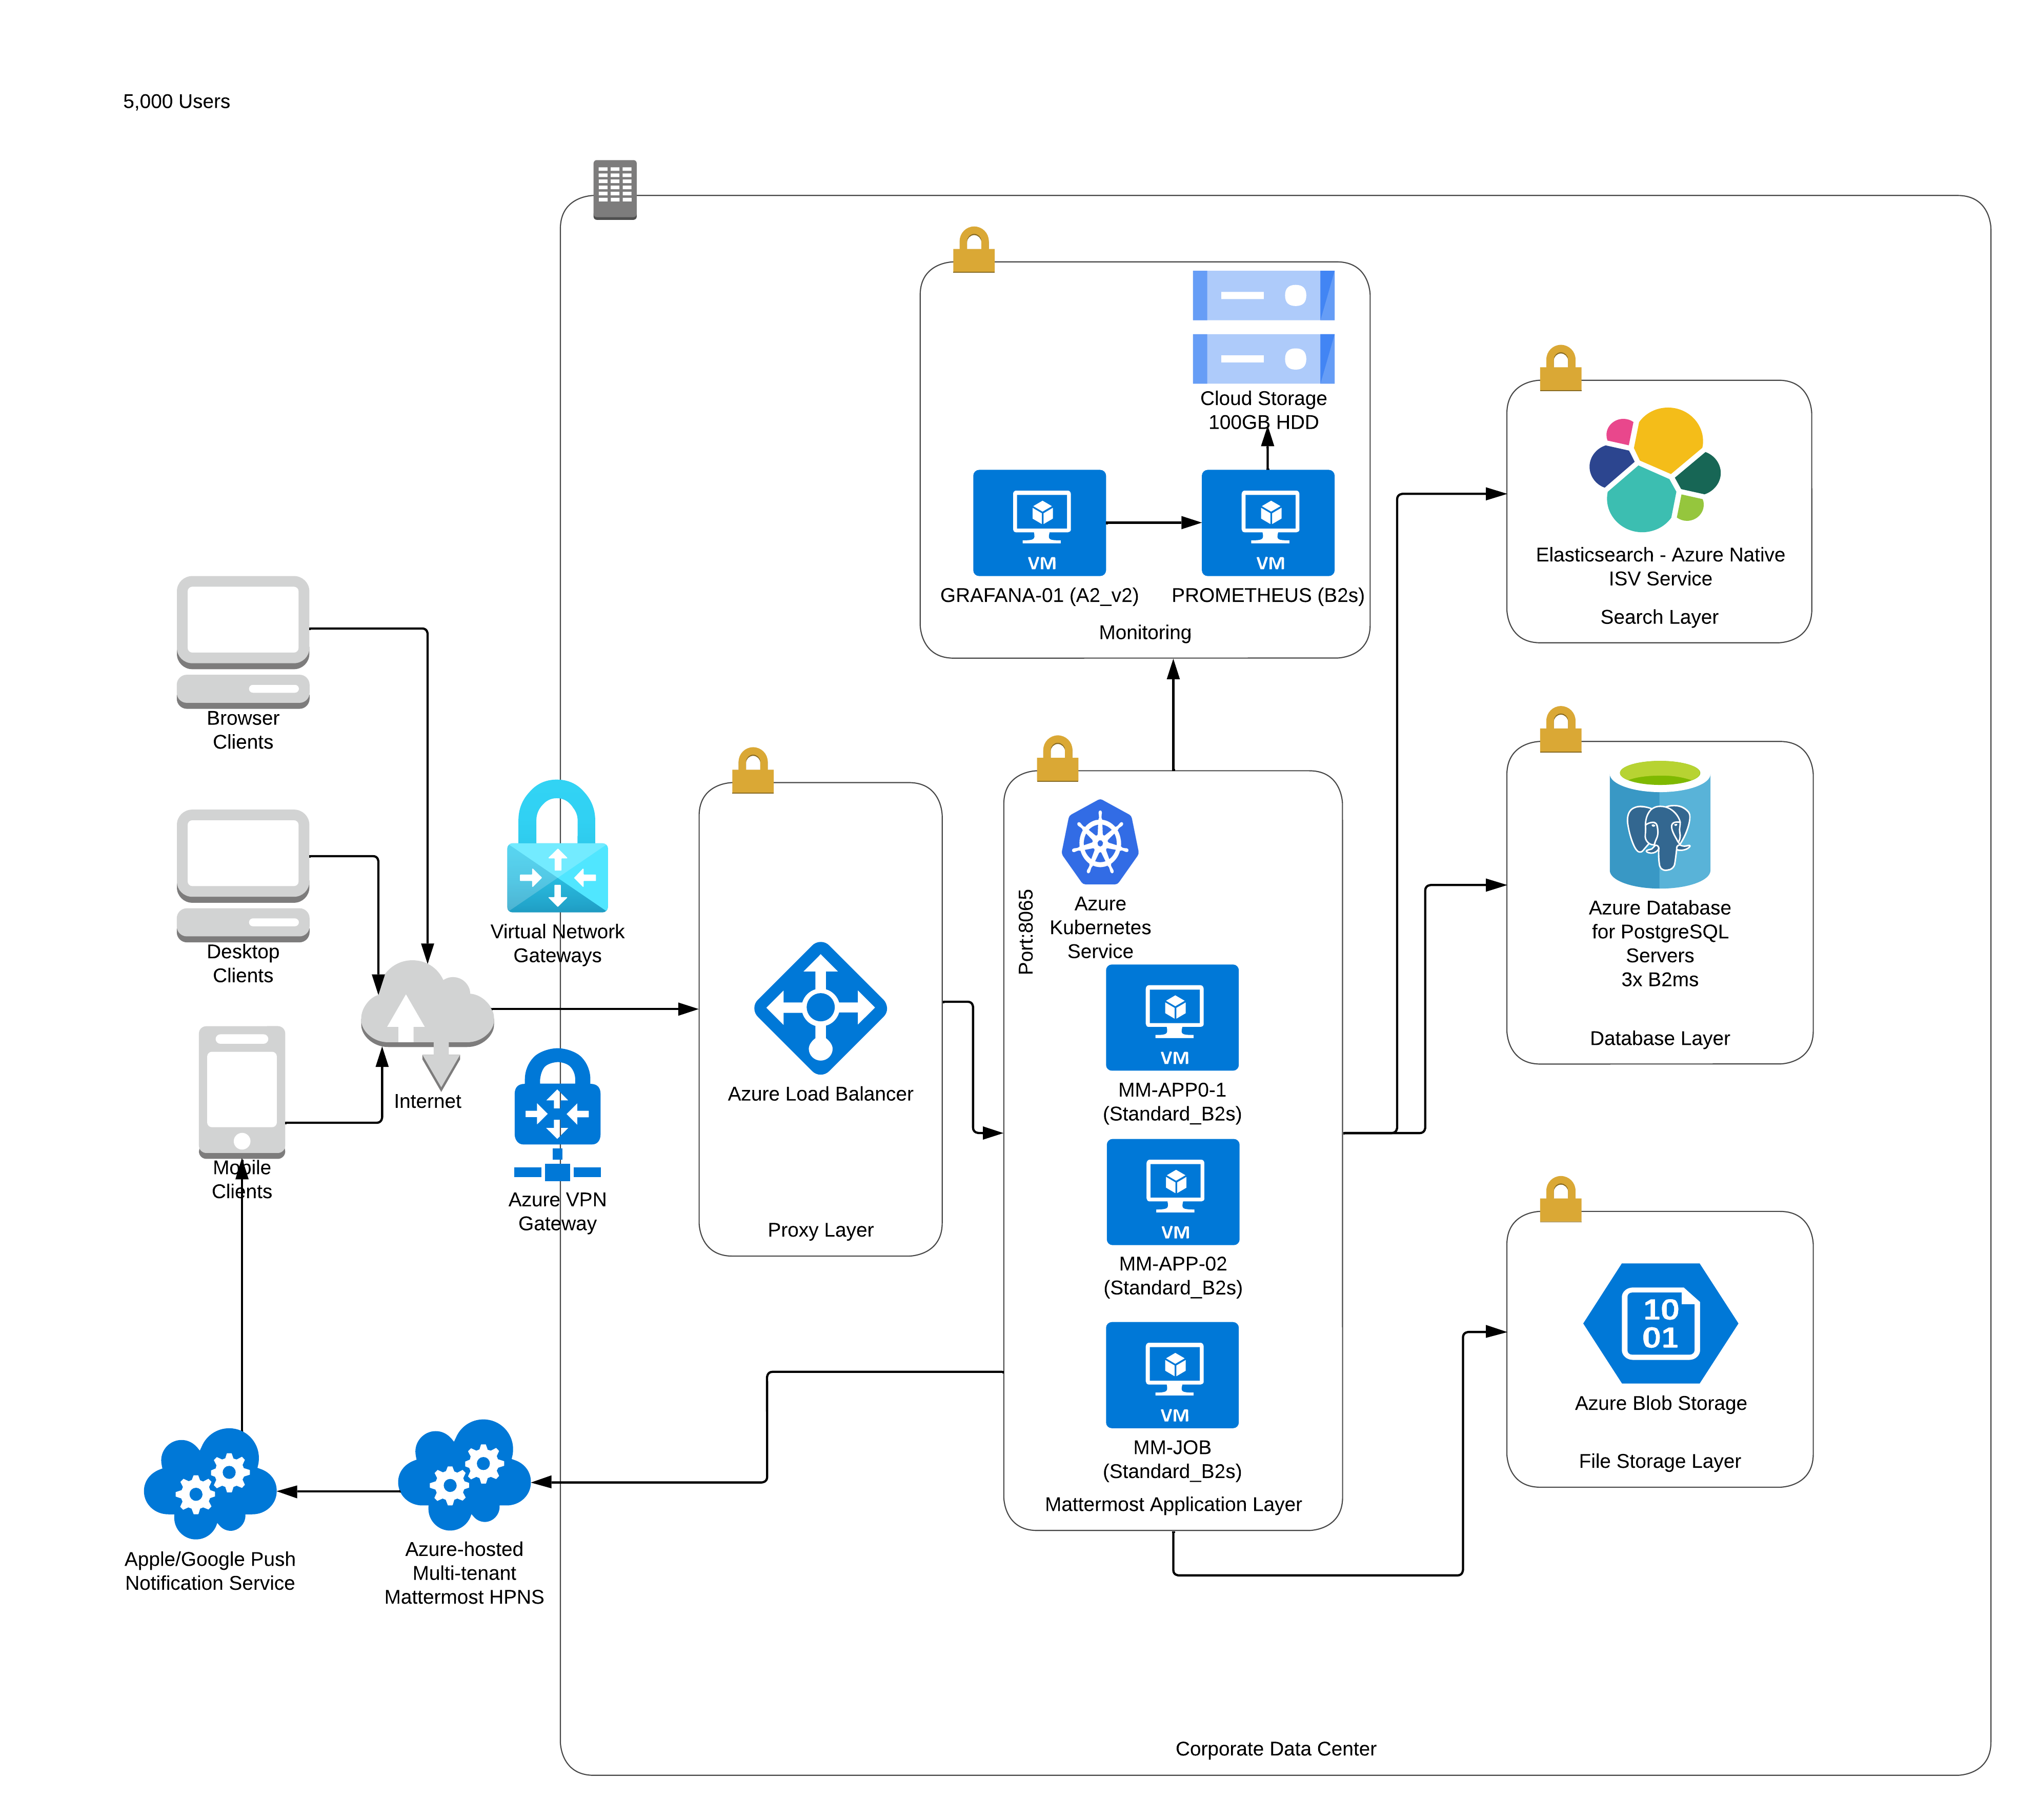 5,000 Users
Cloud Storage
100GB HDD
VM
VM
GRAFANA-01 (A2_v2)
PROMETHEUS (B2s)
Monitoring
Elasticsearch - Azure Native
ISV Service
Search Layer
Browser
Clients
Desktop
Clients
Mobile
Clients
Internet
Virtual Network
Gateways
Azure VPN
Gateway
Azure Load Balancer
Proxy Layer
Port:8065
Azure
Kubernetes
Service
VM
MM-APP0-1
(Standard_B2s)
VM
MM-APP-02
(Standard_B2s)
VM
MM-JOB
(Standard_B2s)
Mattermost Application Layer
Azure Database
for PostgreSQL
Servers
3x B2ms
Database Layer
10
01
Azure Blob Storage
File Storage Layer
Apple/Google Push
Notification Service
Azure-hosted
Multi-tenant
Mattermost HPNS
Corporate Data Center